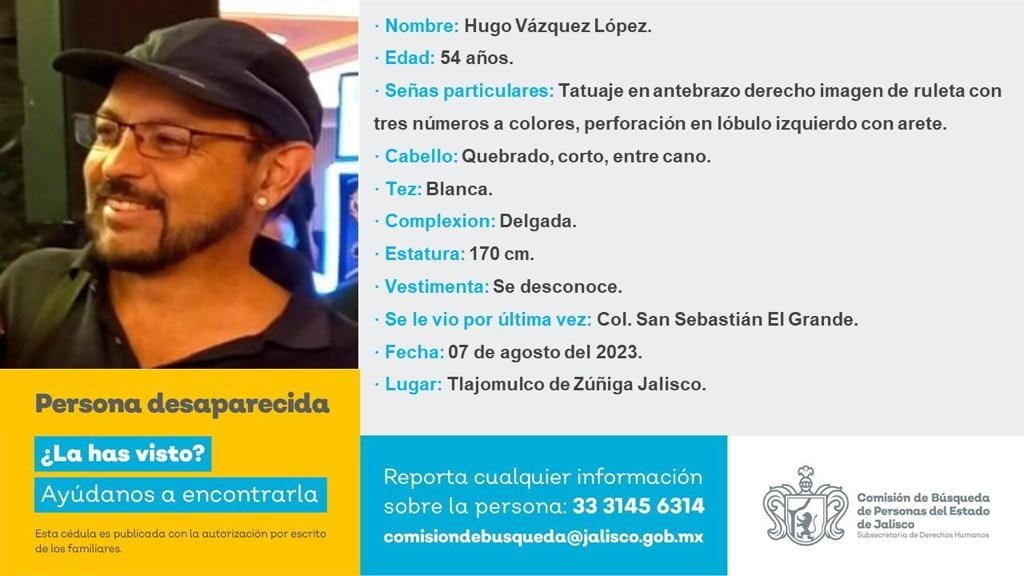 · Nombre: Hugo Vázquez López.
· Edad: 54 años.
· Señas particulares: Tatuaje en antebrazo derecho imagen de ruleta con
tres números a colores, perforación en lóbulo izquierdo con arete.
· Cabello: Quebrado, corto, entre cano.
· Tez: Blanca.
· Complexion: Delgada.
· Estatura: 170 cm.
· Vestimenta: Se desconoce.
· Se le vio por última vez: Col. San Sebastián El Grande.
· Fecha: 07 de agosto del 2023.
· Lugar: Tlajomulco de Zúñiga Jalisco.
Persona desaparecida
¿La has visto?
Ayúdanos a encontrarla
Esta cédula es publicada con la autorización por escrito
de los familiares.
Reporta cualquier información
sobre la persona: 33 3145 6314
comisiondebusqueda@jalisco.gob.mx
Comisión de Búsqueda
de Personas del Estado
de Jalisco
Subsecretaría de Derechos Humanos